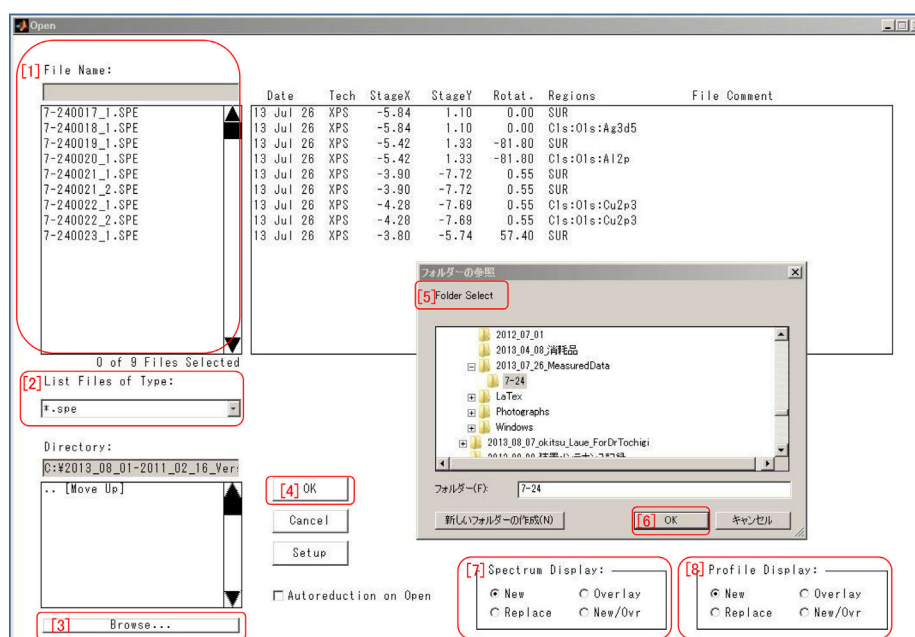 Open
[1] File Name:
Date Tech StageX StageY Rotat. Regions File Comment
7-240017_1.SPE 13 Jul 26 XPS -5.84 1.10 0.00 SUR
7-240018_1.SPE 13 Jul 26 XPS -5.84 1.10 0.00 C1s:O1s:Ag3d5
7-240019_1.SPE 13 Jul 26 XPS -5.42 1.33 -81.80 SUR
7-240020_1.SPE 13 Jul 26 XPS -5.42 1.33 -81.80 C1s:O1s:Al2p
7-240021_1.SPE 13 Jul 26 XPS -3.90 -7.72 0.55 SUR
7-240021_2.SPE 13 Jul 26 XPS -3.90 -7.72 0.55 SUR
7-240022_1.SPE 13 Jul 26 XPS -4.28 -7.69 0.55 C1s:O1s:Cu2p3
7-240022_2.SPE 13 Jul 26 XPS -4.28 -7.69 0.55 C1s:O1s:Cu2p3
7-240023_1.SPE 13 Jul 26 XPS -3.80 -5.74 57.40 SUR
0 of 9 Files Selected
[2] List Files of Type:
*.spe
Directory:
C:¥2013_08_01-2011_02_16_Ver
.. [Move Up]
[3] Browse...
[4] OK
Cancel
Setup
Autoreduction on Open
フォルダーの参照
[5] Folder Select
2012_07_01
2013_04_08_消耗品
2013_07_26_MeasuredData
7-24
LaTex
Photographs
Windows
2013_08_07_okitsu_Laue_ForDrTochigi
フォルダー(F): 7-24
新しいフォルダーの作成(N) [6] OK キャンセル
[7] Spectrum Display:
New Overlay
Replace New/Ovr
[8] Profile Display:
New Overlay
Replace New/Ovr